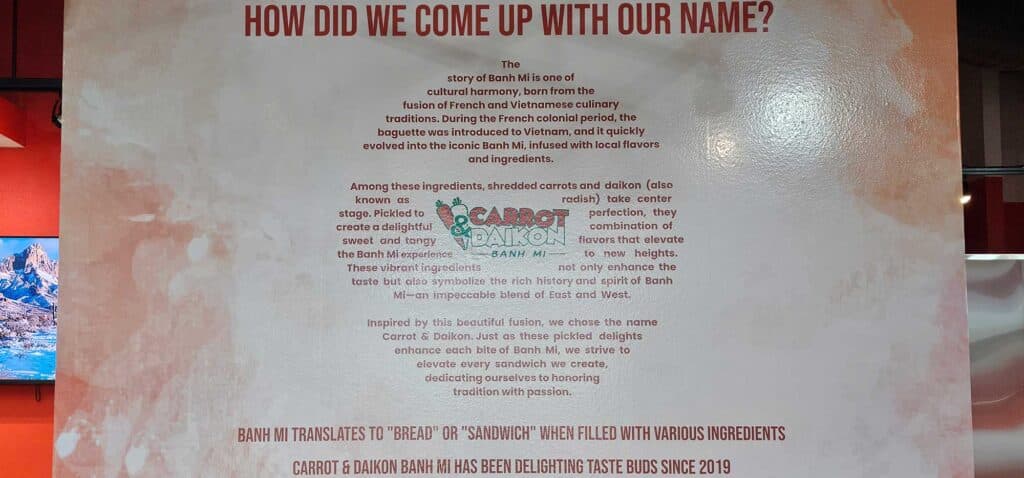 HOW DID WE COME UP WITH OUR NAME?
The
story of Banh Mi is one of
cultural harmony, born from the
fusion of French and Vietnamese culinary
traditions. During the French colonial period, the
baguette was introduced to Vietnam, and it quickly
evolved into the iconic Banh Mi, infused with local flavors
and ingredients.
Among these ingredients, shredded carrots and daikon (also
known as radish) take center
stage. Pickled to perfection, they
create a delightful combination of
sweet and tangy flavors that elevate
the Banh Mi experience to new heights.
These vibrant ingredients not only enhance the
taste but also symbolize the rich history and spirit of Banh
Mi—an impeccable blend of East and West.
CARROT
& DAIKON
BANH MI
Inspired by this beautiful fusion, we chose the name
Carrot & Daikon. Just as these pickled delights
enhance each bite of Banh Mi, we strive to
elevate every sandwich we create,
dedicating ourselves to honoring
tradition with passion.
BANH MI TRANSLATES TO "BREAD" OR "SANDWICH" WHEN FILLED WITH VARIOUS INGREDIENTS
CARROT & DAIKON BANH MI HAS BEEN DELIGHTING TASTE BUDS SINCE 2019